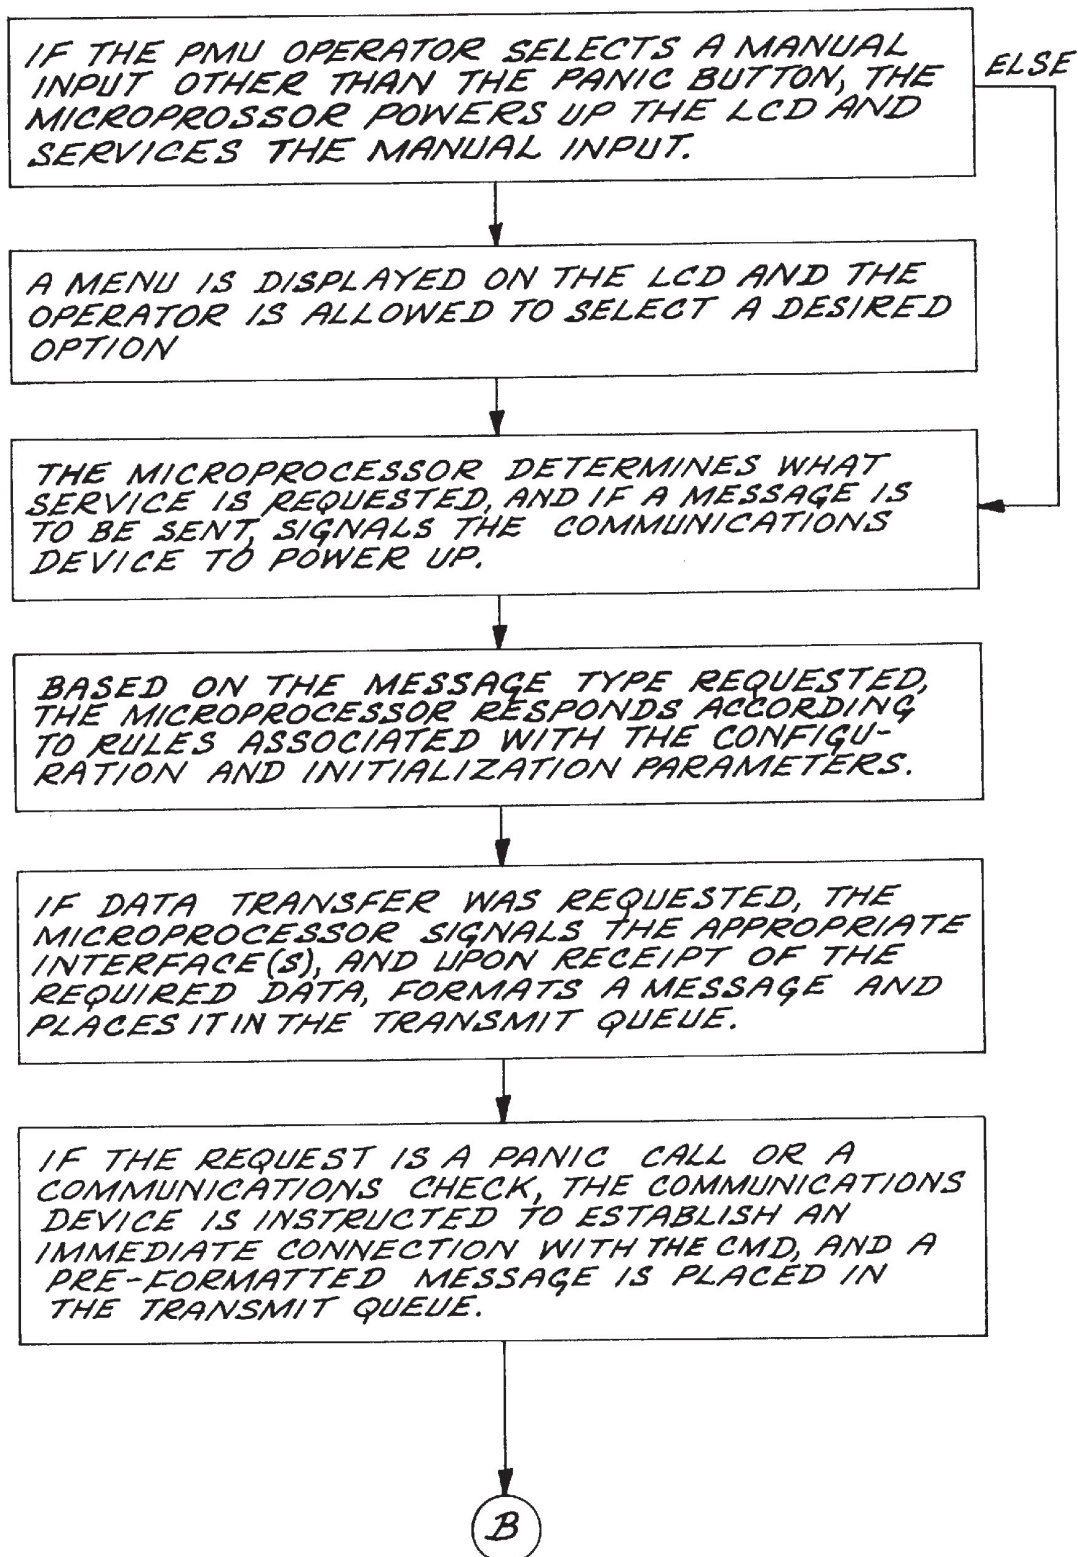 IF THE PMU OPERATOR SELECTS A MANUAL
INPUT OTHER THAN THE PANIC BUTTON, THE
MICROPROSSOR POWERS UP THE LCD AND
SERVICES THE MANUAL INPUT.
ELSE
A MENU IS DISPLAYED ON THE LCD AND THE
OPERATOR IS ALLOWED TO SELECT A DESIRED
OPTION
THE MICROPROCESSOR DETERMINES WHAT
SERVICE IS REQUESTED, AND IF A MESSAGE IS
TO BE SENT, SIGNALS THE COMMUNICATIONS
DEVICE TO POWER UP.
BASED ON THE MESSAGE TYPE REQUESTED,
THE MICROPROCESSOR RESPONDS ACCORDING
TO RULES ASSOCIATED WITH THE CONFIGU-
RATION AND INITIALIZATION PARAMETERS.
IF DATA TRANSFER WAS REQUESTED, THE
MICROPROCESSOR SIGNALS THE APPROPRIATE
INTERFACE(S), AND UPON RECEIPT OF THE
REQUIRED DATA, FORMATS A MESSAGE AND
PLACES IT IN THE TRANSMIT QUEUE.
IF THE REQUEST IS A PANIC CALL OR A
COMMUNICATIONS CHECK, THE COMMUNICATIONS
DEVICE IS INSTRUCTED TO ESTABLISH AN
IMMEDIATE CONNECTION WITH THE CMD, AND A
PRE-FORMATTED MESSAGE IS PLACED IN
THE TRANSMIT QUEUE.
B